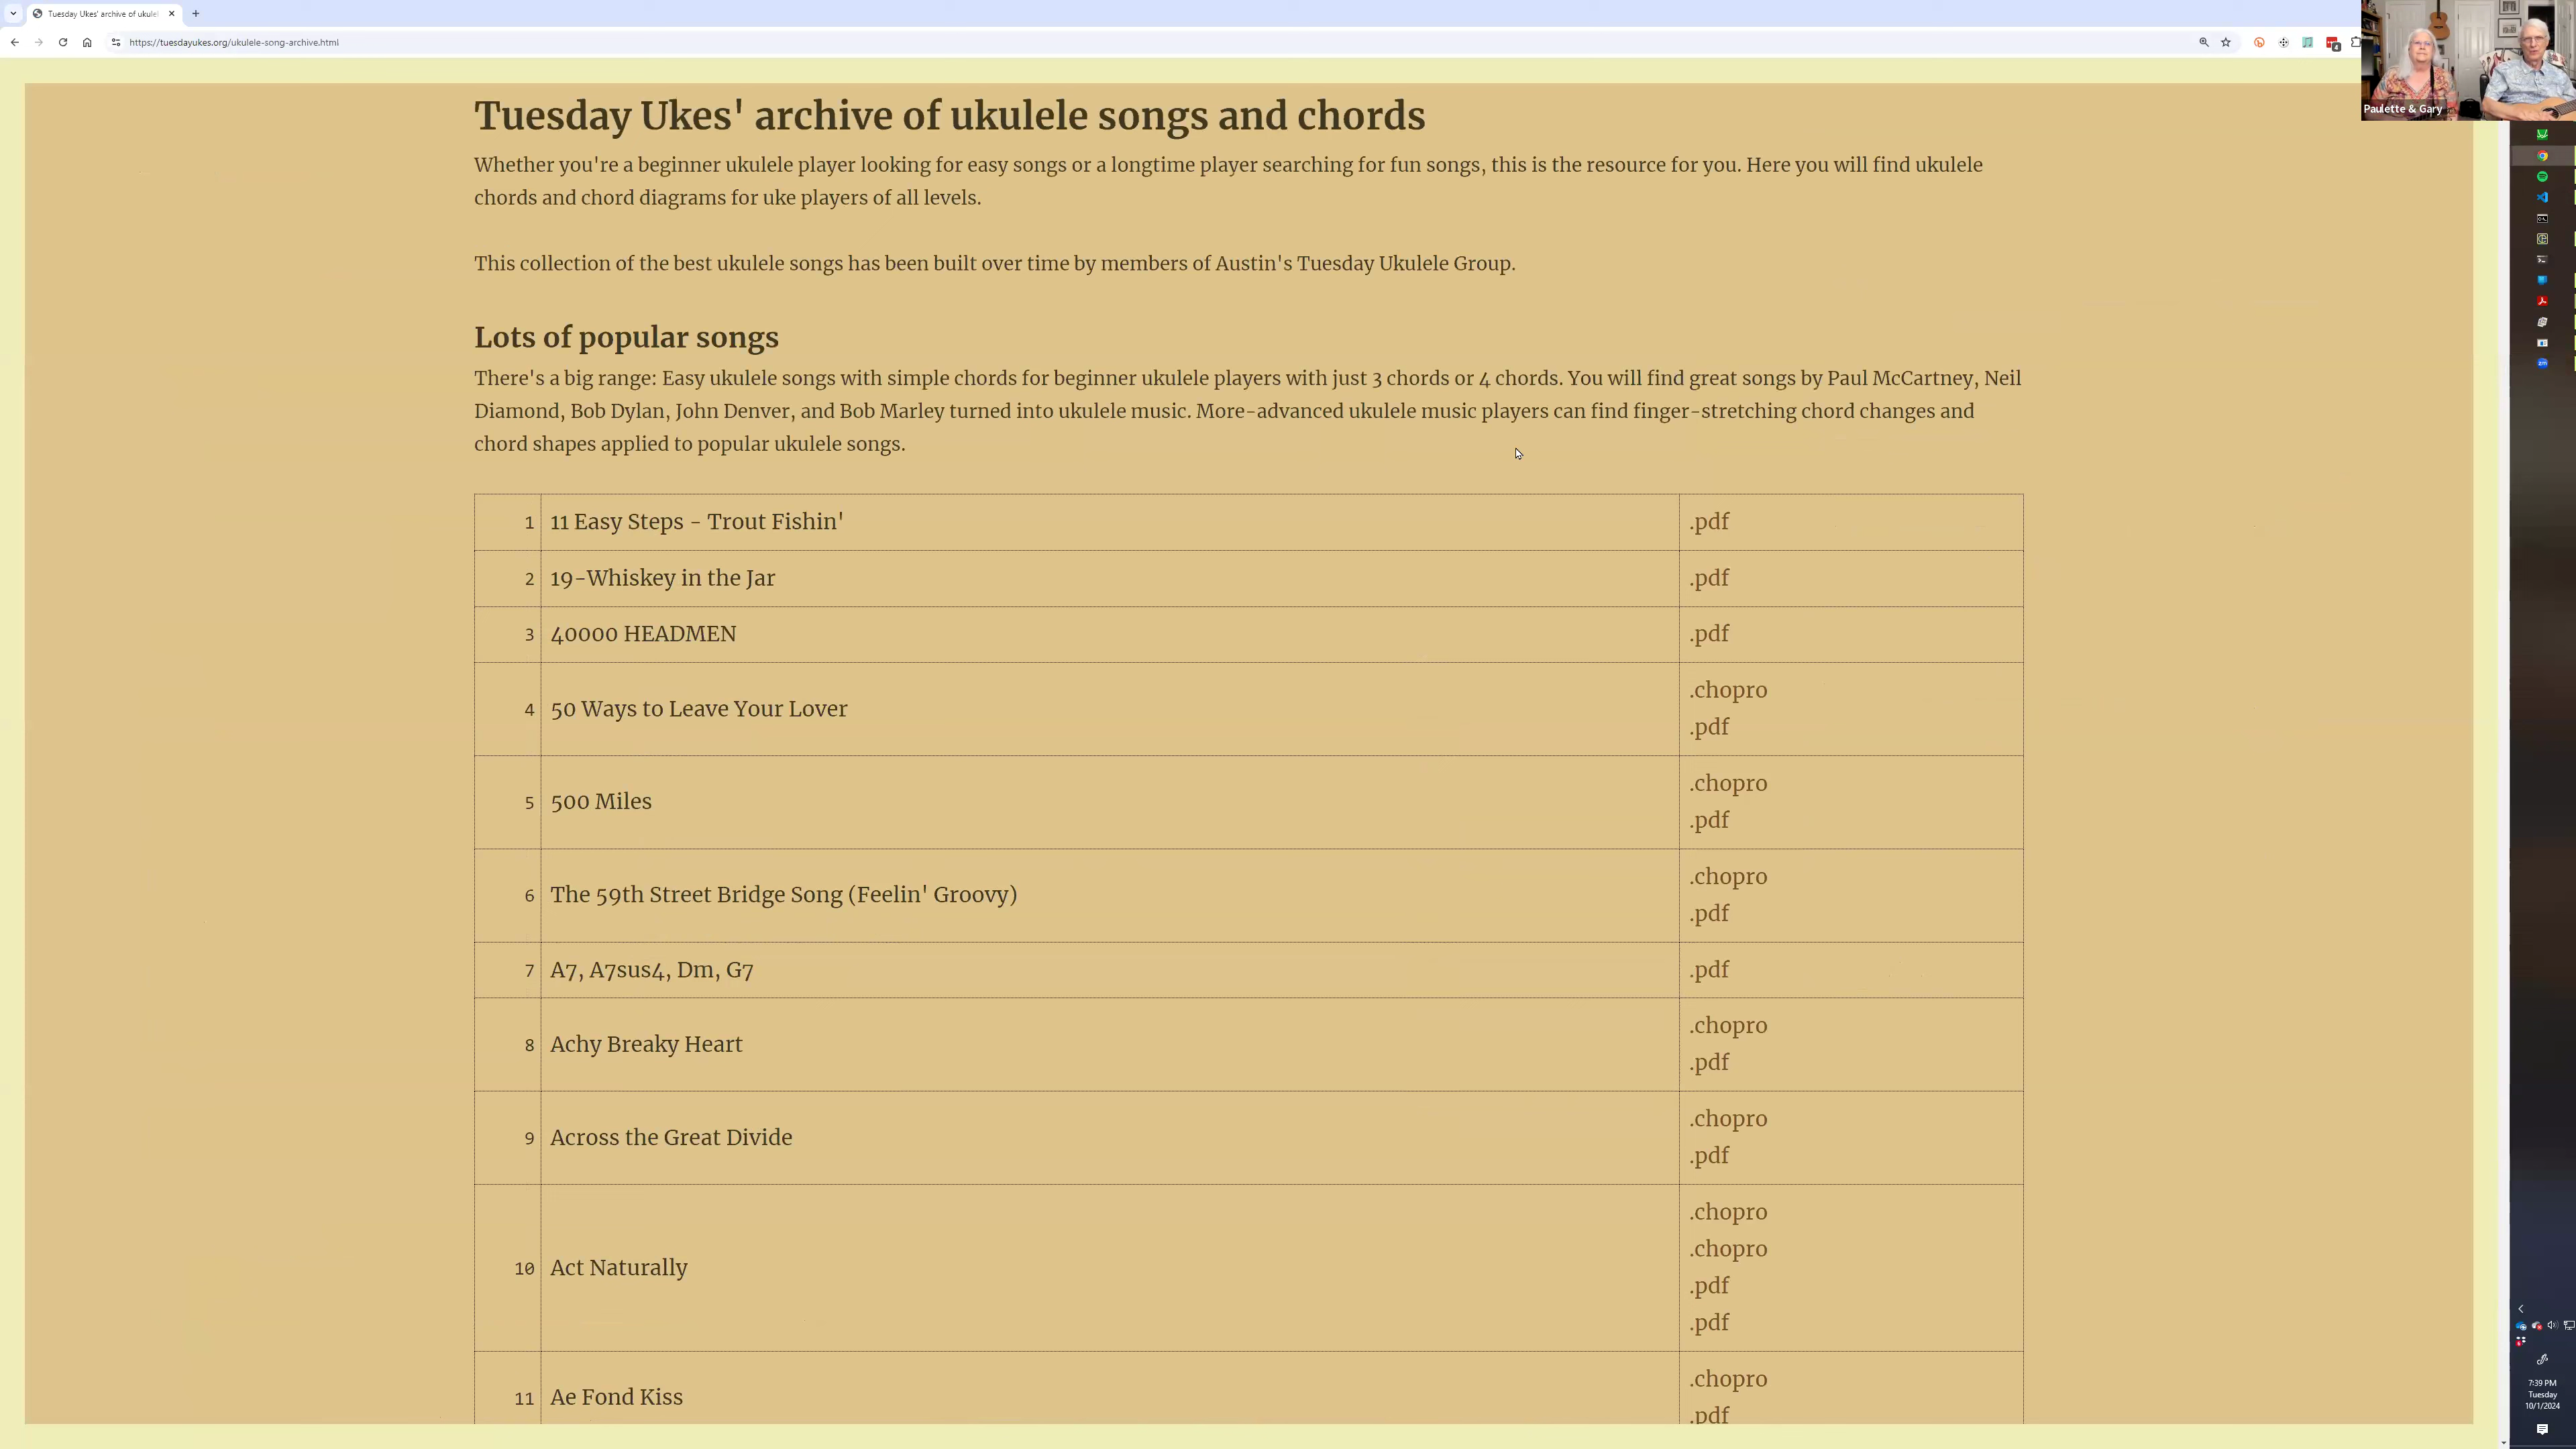 Tuesday Ukes' archive of ukule
https://tuesdayukes.org/ukulele-song-archive.html
Paulette & Gary
Tuesday Ukes' archive of ukulele songs and chords
Whether you're a beginner ukulele player looking for easy songs or a longtime player searching for fun songs, this is the resource for you. Here you will find ukulele
chords and chord diagrams for uke players of all levels.
This collection of the best ukulele songs has been built over time by members of Austin's Tuesday Ukulele Group.
Lots of popular songs
There's a big range: Easy ukulele songs with simple chords for beginner ukulele players with just 3 chords or 4 chords. You will find great songs by Paul McCartney, Neil
Diamond, Bob Dylan, John Denver, and Bob Marley turned into ukulele music. More-advanced ukulele music players can find finger-stretching chord changes and
chord shapes applied to popular ukulele songs.
1 11 Easy Steps - Trout Fishin' .pdf
2 19-Whiskey in the Jar .pdf
3 40000 HEADMEN .pdf
4 50 Ways to Leave Your Lover .chopro
.pdf
5 500 Miles .chopro
.pdf
6 The 59th Street Bridge Song (Feelin' Groovy) .chopro
.pdf
7 A7, A7sus4, Dm, G7 .pdf
8 Achy Breaky Heart .chopro
.pdf
9 Across the Great Divide .chopro
.pdf
10 Act Naturally .chopro
.chopro
.pdf
.pdf
11 Ae Fond Kiss .chopro
.pdf
7:39 PM
Tuesday
10/1/2024